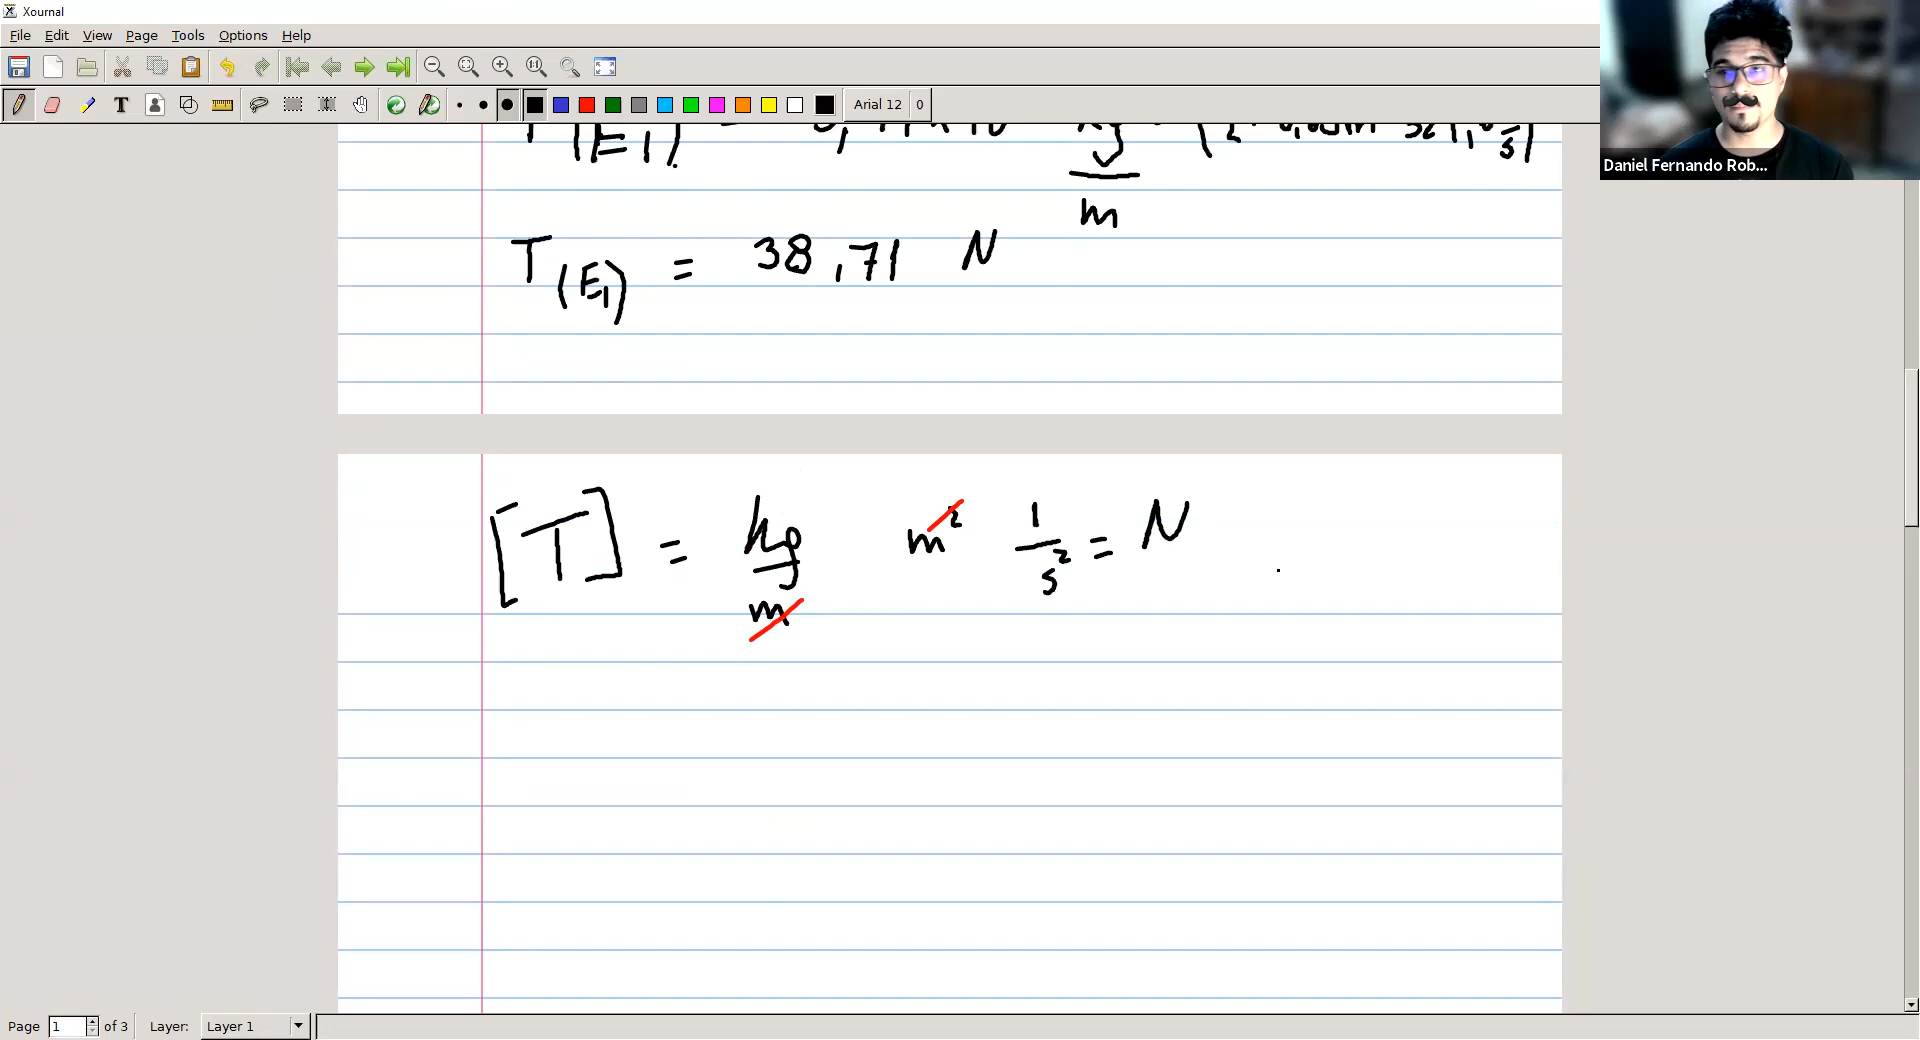 Xournal
File Edit View Page Tools Options Help
Arial 12 0
Daniel Fernando Rob...
m
T(E1) = 38,71 N
[T] = kg/m m² 1/s² = N
Page 1 of 3 Layer: Layer 1